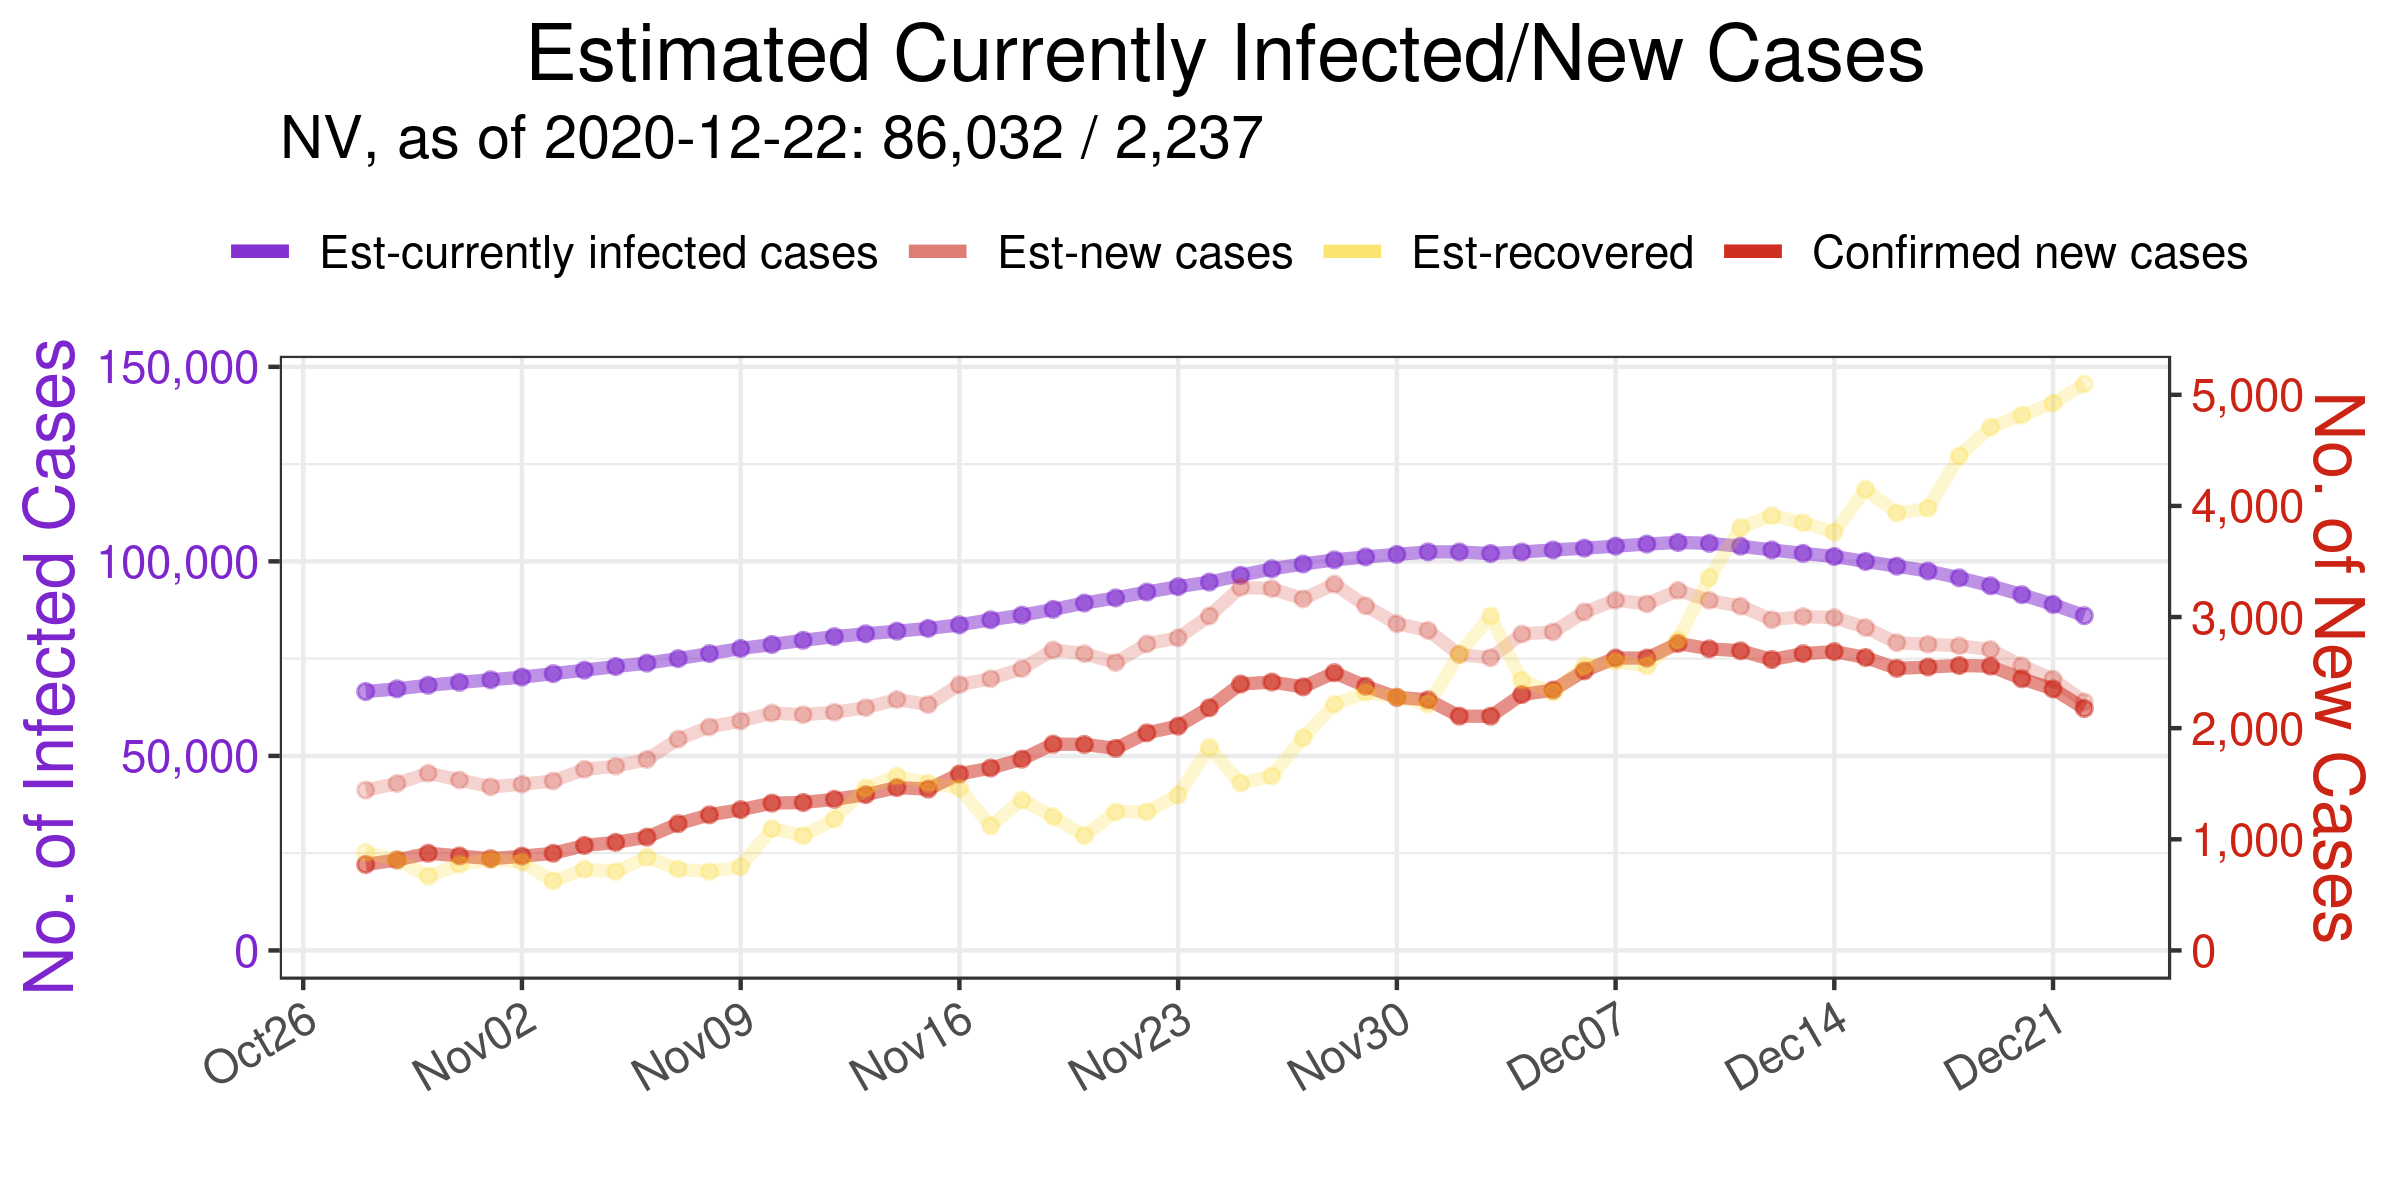 Estimated Currently Infected/New Cases
NV, as of 2020-12-22: 86,032 / 2,237
Est-currently infected cases Est-new cases Est-recovered Confirmed new cases
No. of Infected Cases
150,000
100,000
50,000
0
5,000
4,000
3,000
2,000
1,000
0
No. of New Cases
Oct26 Nov02 Nov09 Nov16 Nov23 Nov30 Dec07 Dec14 Dec21